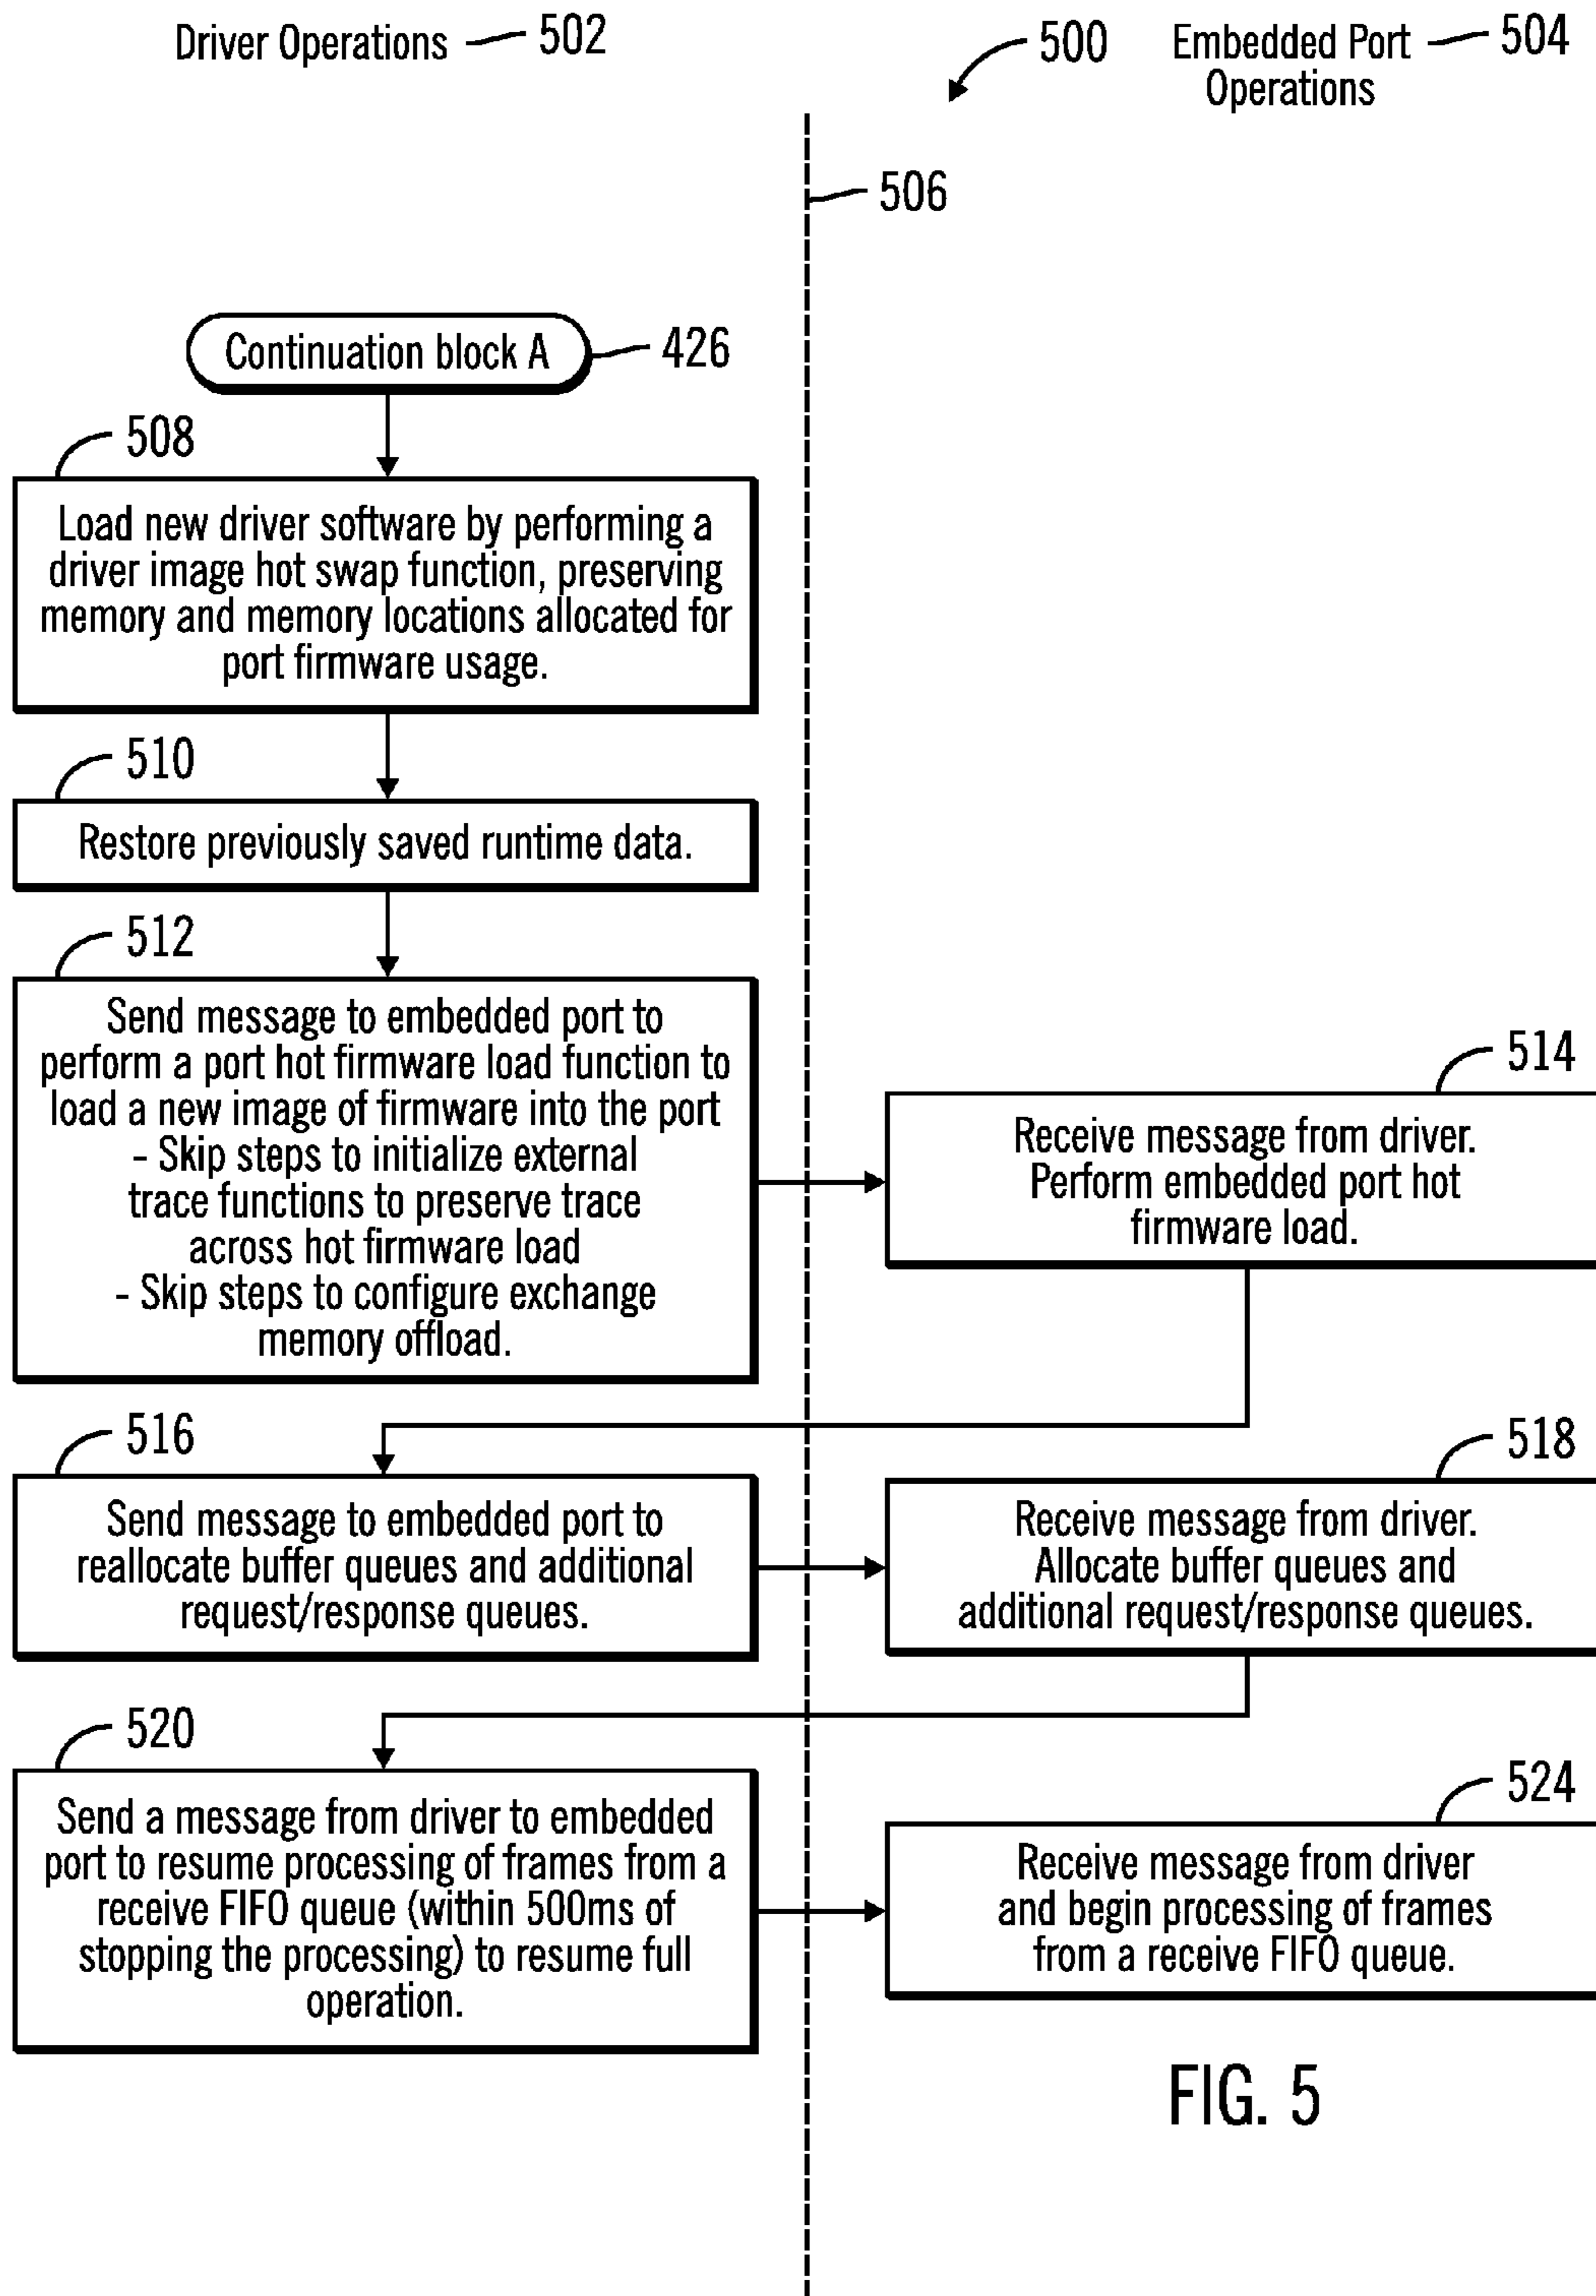 Driver Operations 502
500
Embedded Port 504
Operations
506
Continuation block A 426
508
Load new driver software by performing a
driver image hot swap function, preserving
memory and memory locations allocated for
port firmware usage.
510
Restore previously saved runtime data.
512
Send message to embedded port to
perform a port hot firmware load function to
load a new image of firmware into the port
- Skip steps to initialize external
trace functions to preserve trace
across hot firmware load
- Skip steps to configure exchange
memory offload.
514
Receive message from driver.
Perform embedded port hot
firmware load.
516
Send message to embedded port to
reallocate buffer queues and additional
request/response queues.
518
Receive message from driver.
Allocate buffer queues and
additional request/response queues.
520
Send a message from driver to embedded
port to resume processing of frames from a
receive FIFO queue (within 500ms of
stopping the processing) to resume full
operation.
524
Receive message from driver
and begin processing of frames
from a receive FIFO queue.
FIG. 5